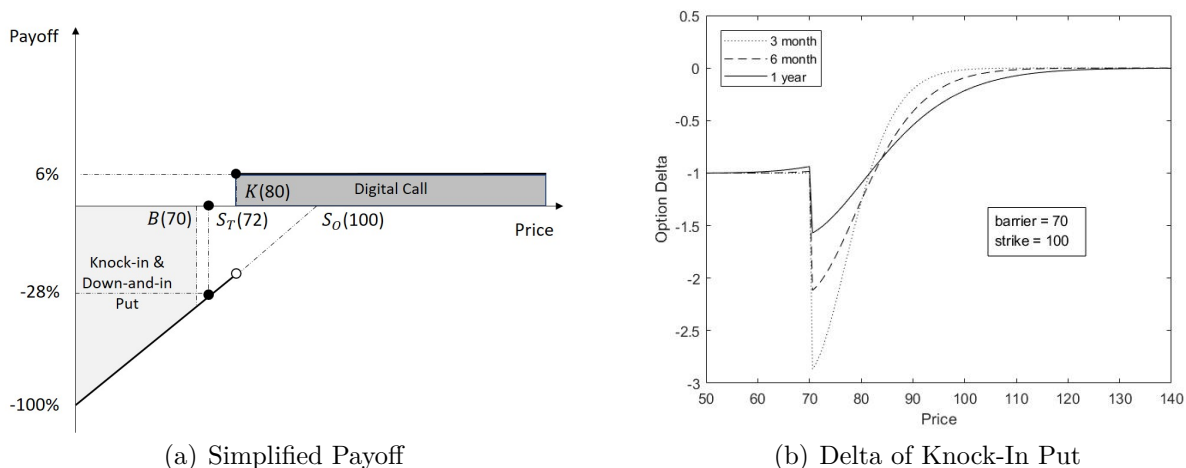 Payoff
6%
K(80)
Digital Call
B(70)
S_T(72)
S_O(100)
Price
Knock-in &
Down-and-in
Put
-28%
-100%
(a) Simplified Payoff
0.5
0
-0.5
-1
-1.5
-2
-2.5
-3
Option Delta
3 month
6 month
1 year
barrier = 70
strike = 100
50 60 70 80 90 100 110 120 130 140
Price
(b) Delta of Knock-In Put